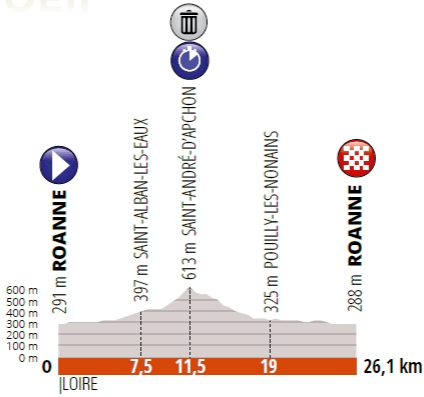 291 m ROANNE
397 m SAINT-ALBAN-LES-EAUX
613 m SAINT-ANDRÉ-D'APCHON
325 m POUILLY-LES-NONAINS
288 m ROANNE
600 m
500 m
400 m
300 m
200 m
100 m
0 m
0 7,5 11,5 19 26,1 km
|LOIRE